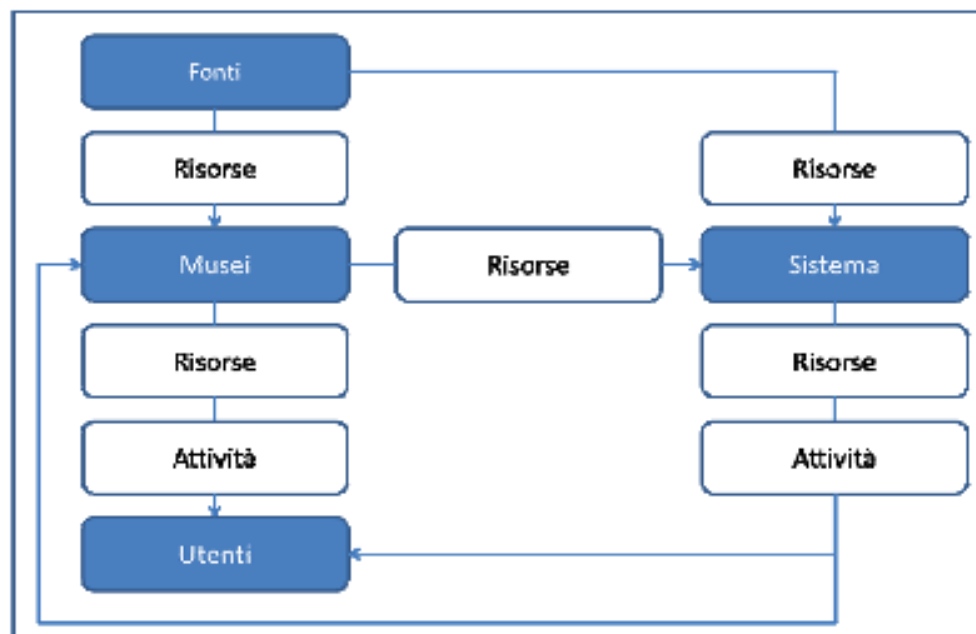 Fonti
Risorse
Risorse
Musei
Risorse
Sistema
Risorse
Risorse
Attività
Attività
Utenti